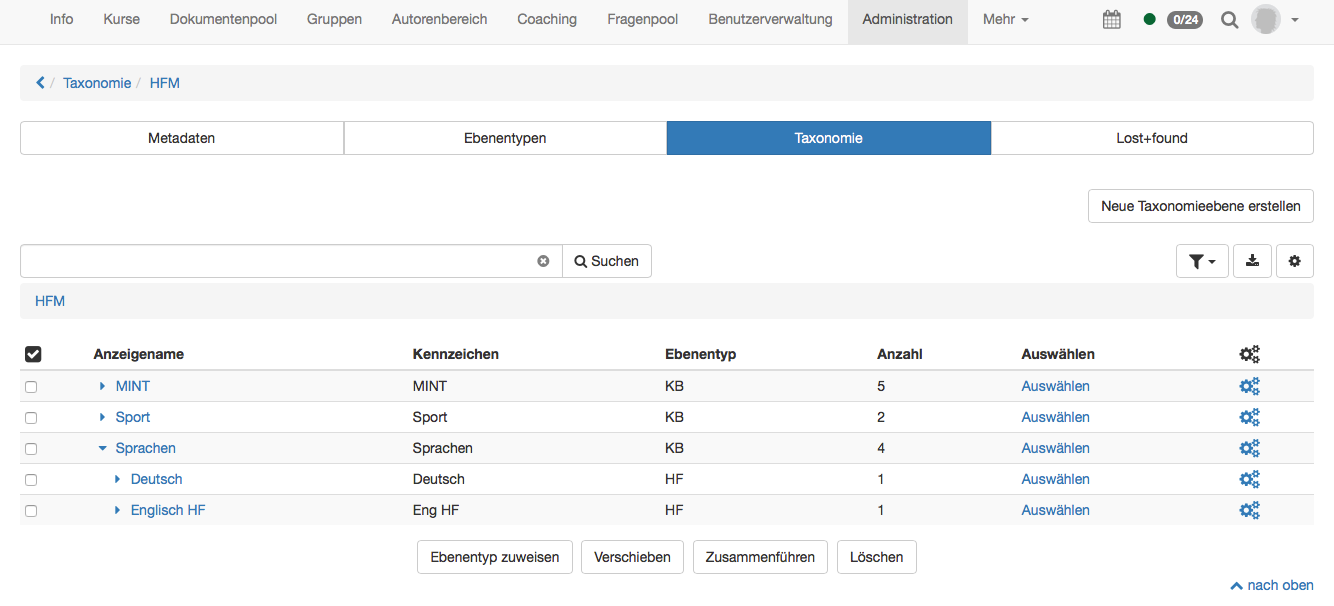 Info Kurse Dokumentenpool Gruppen Autorenbereich Coaching Fragenpool Benutzerverwaltung Administration Mehr 0/24
/ Taxonomie / HFM
Metadaten Ebenentypen Taxonomie Lost+found
Neue Taxonomieebene erstellen
Suchen
HFM
Anzeigename Kennzeichen Ebenentyp Anzahl Auswählen
MINT MINT KB 5 Auswählen
Sport Sport KB 2 Auswählen
Sprachen Sprachen KB 4 Auswählen
Deutsch Deutsch HF 1 Auswählen
Englisch HF Eng HF HF 1 Auswählen
Ebenentyp zuweisen Verschieben Zusammenführen Löschen
nach oben